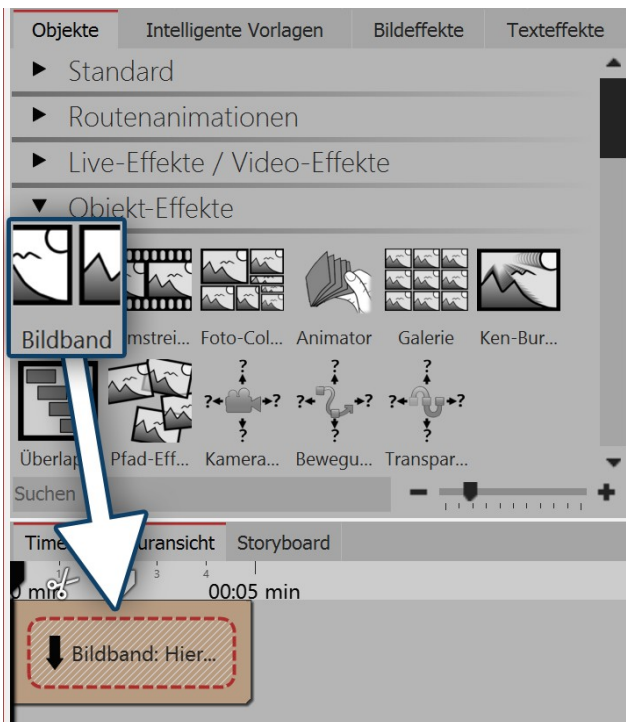 Objekte Intelligente Vorlagen Bildeffekte Texteffekte
Standard
Routenanimationen
Live-Effekte / Video-Effekte
Objekt-Effekte
Bildband mstrei... Foto-Col... Animator Galerie Ken-Bur...
? ? ?
? ? ? ? ? ?
? ? ?
Überlap Pfad-Eff... Kamera... Bewegu... Transpar...
Suchen
Time uransicht Storyboard
3 4
0 min 00:05 min
Bildband: Hier...